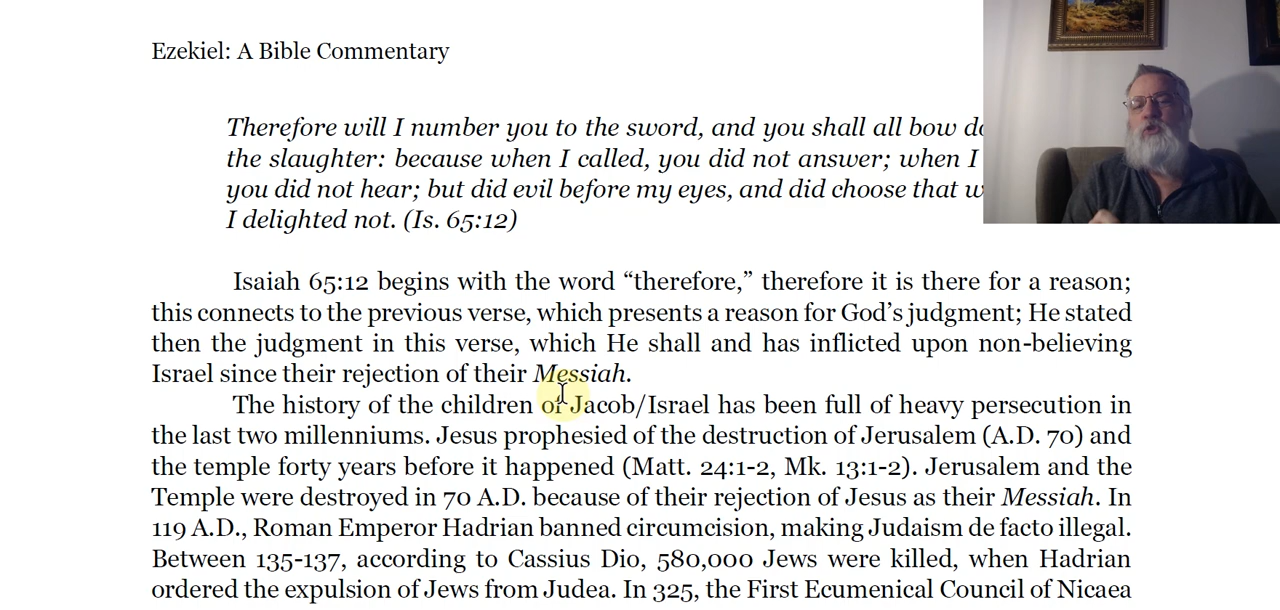 Ezekiel: A Bible Commentary
Therefore will I number you to the sword, and you shall all bow
the slaughter: because when I called, you did not answer; when I
you did not hear; but did evil before my eyes, and did choose that
I delighted not. (Is. 65:12)
Isaiah 65:12 begins with the word “therefore,” therefore it is there for a reason;
this connects to the previous verse, which presents a reason for God’s judgment; He stated
then the judgment in this verse, which He shall and has inflicted upon non-believing
Israel since their rejection of their Messiah.
The history of the children of Jacob/Israel has been full of heavy persecution in
the last two millenniums. Jesus prophesied of the destruction of Jerusalem (A.D. 70) and
the temple forty years before it happened (Matt. 24:1-2, Mk. 13:1-2). Jerusalem and the
Temple were destroyed in 70 A.D. because of their rejection of Jesus as their Messiah. In
119 A.D., Roman Emperor Hadrian banned circumcision, making Judaism de facto illegal.
Between 135-137, according to Cassius Dio, 580,000 Jews were killed, when Hadrian
ordered the expulsion of Jews from Judea. In 325, the First Ecumenical Council of Nicaea